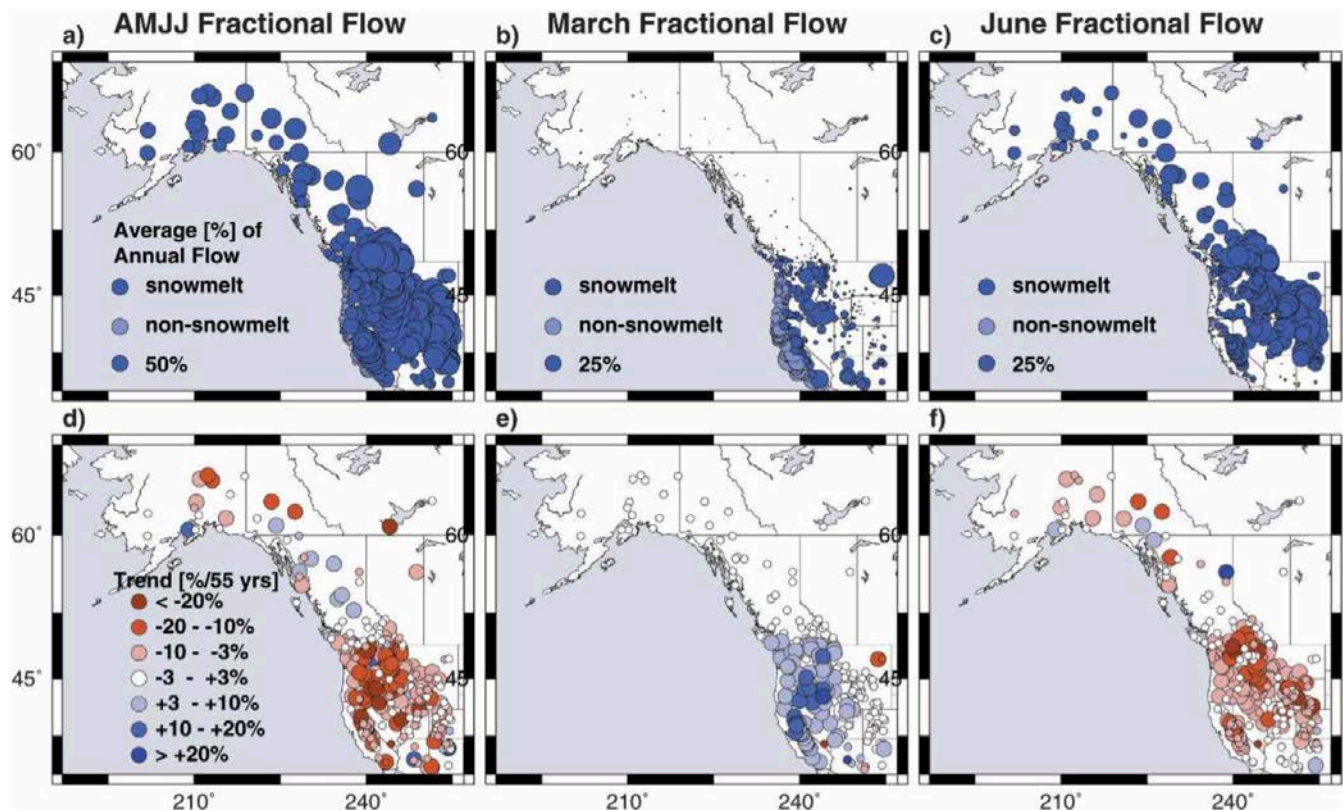 AMJJ Fractional Flow
March Fractional Flow
June Fractional Flow
a)
b)
c)
60˚
60
60
Average [%] of
Annual Flow
snowmelt
non-snowmelt
50%
45˚
45
45
snowmelt
non-snowmelt
25%
snowmelt
non-snowmelt
25%
d)
e)
f)
60˚
60
60
Trend [%/55 yrs]
< -20%
-20 - -10%
-10 - -3%
-3 - +3%
+3 - +10%
+10 - +20%
> +20%
45˚
45
45
210˚
240˚
210˚
240˚
210˚
240˚